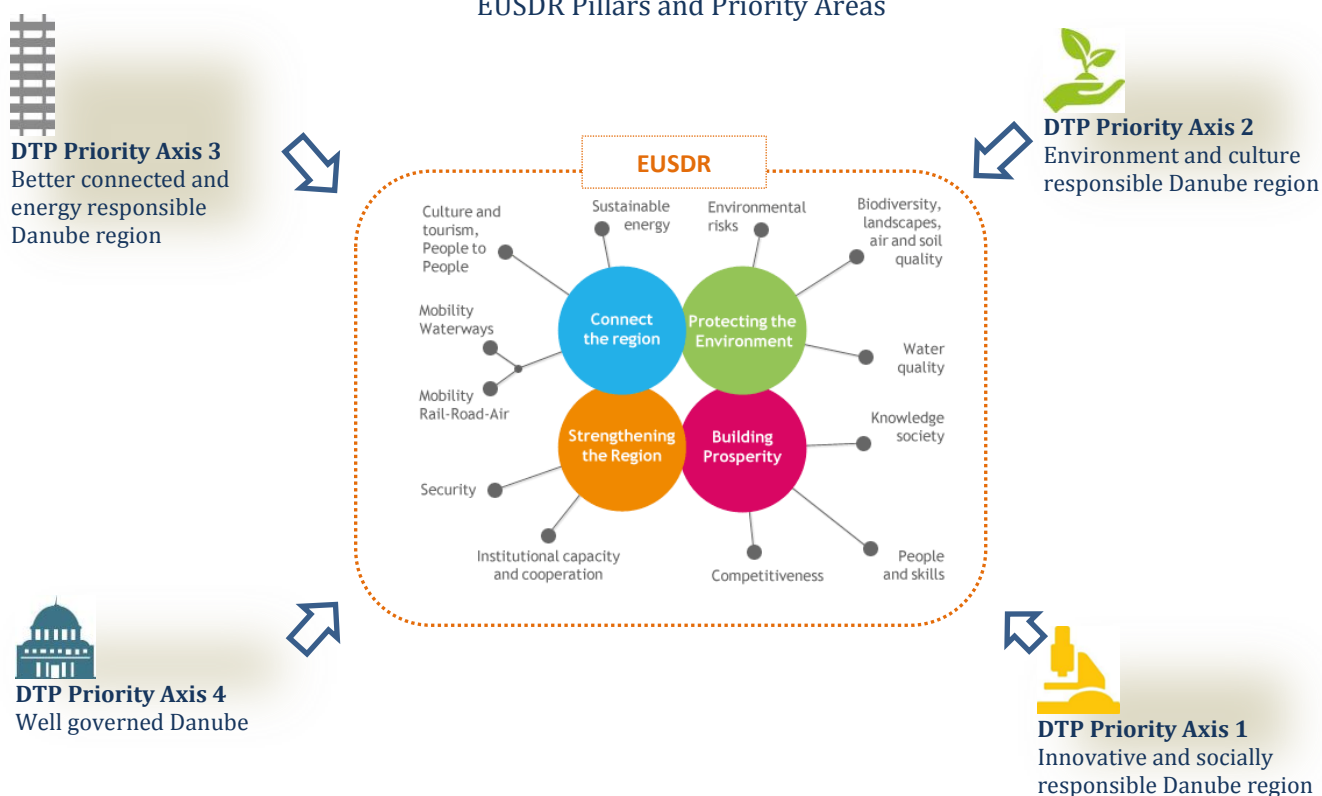 EUSDR Pillars and Priority Areas
DTP Priority Axis 3
Better connected and
energy responsible
Danube region
DTP Priority Axis 2
Environment and culture
responsible Danube region
EUSDR
Culture and
tourism,
People to
People
Sustainable
energy
Environmental
risks
Biodiversity,
landscapes,
air and soil
quality
Mobility
Waterways
Connect
the region
Protecting the
Environment
Water
quality
Mobility
Rail-Road-Air
Strengthening
the Region
Building
Prosperity
Knowledge
society
Security
Institutional capacity
and cooperation
Competitiveness
People
and skills
DTP Priority Axis 4
Well governed Danube
DTP Priority Axis 1
Innovative and socially
responsible Danube region